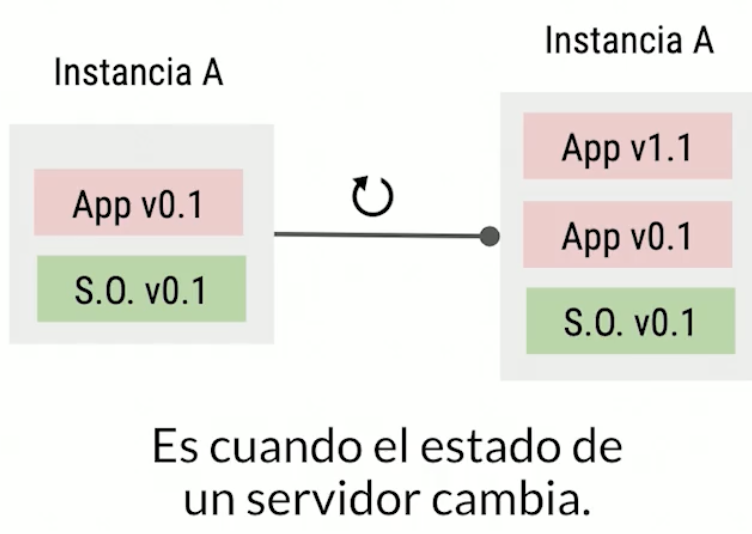 Instancia A
App v0.1
S.O. v0.1
Instancia A
App v1.1
App v0.1
S.O. v0.1
Es cuando el estado de
un servidor cambia.